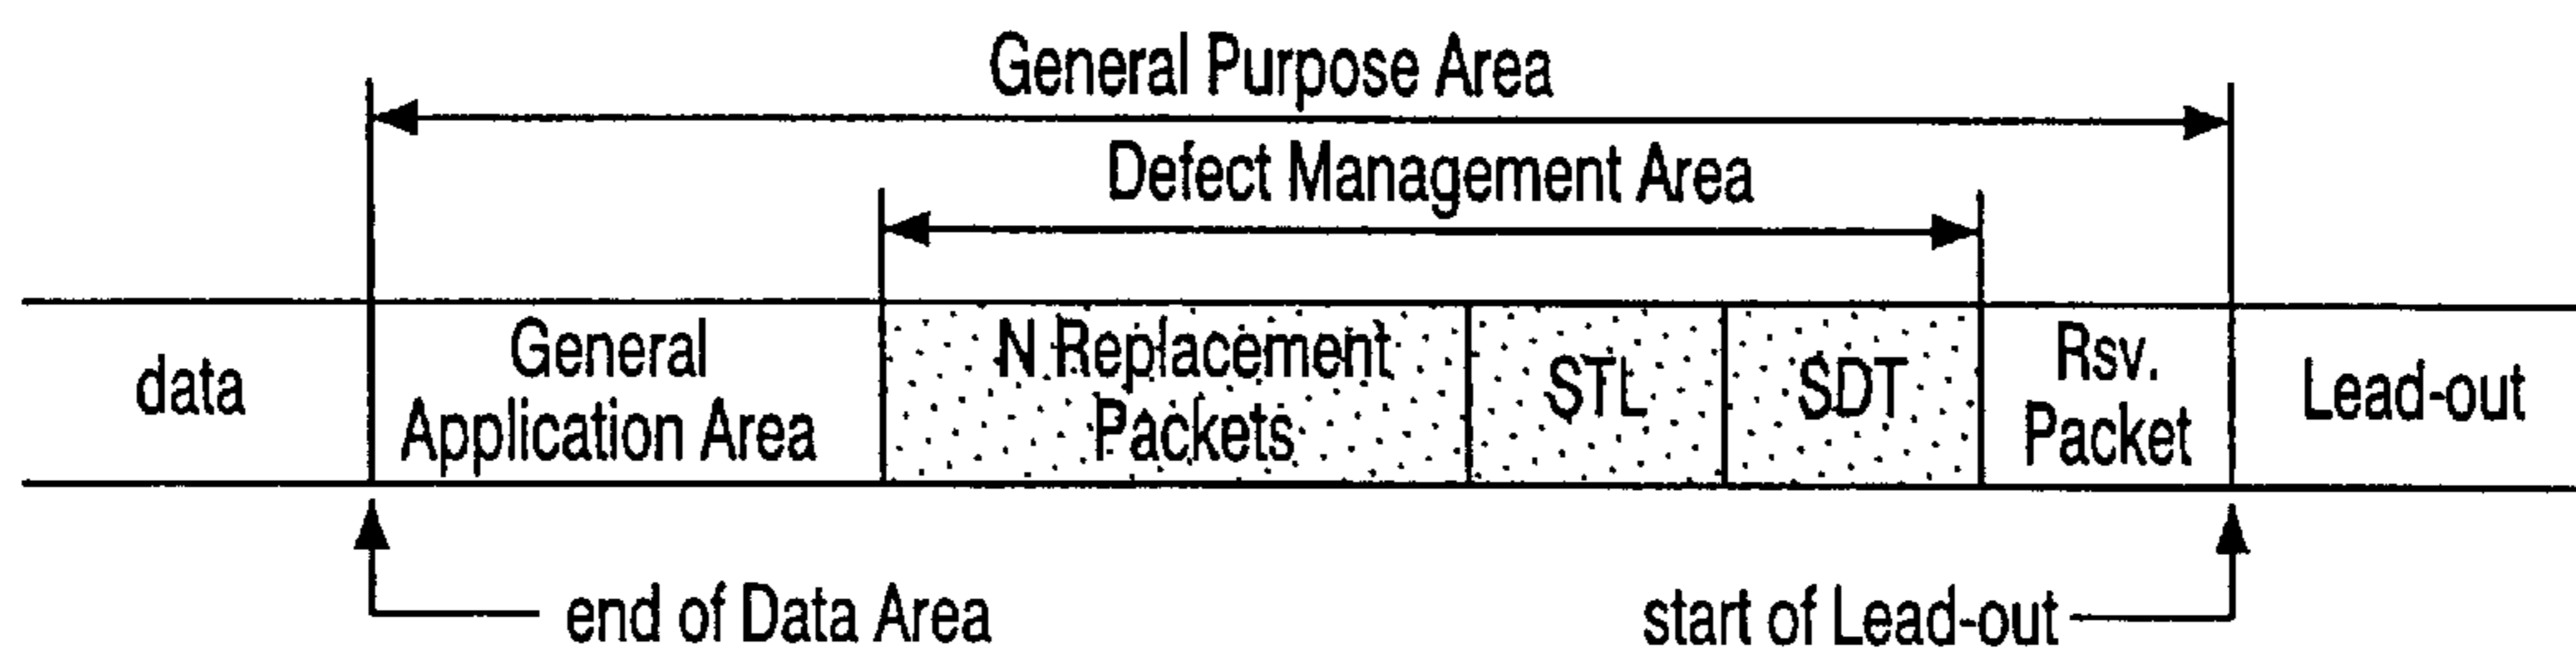 General Purpose Area
Defect Management Area
data
General
Application Area
N Replacement
Packets
STL
SDT
Rsv.
Packet
Lead-out
end of Data Area
start of Lead-out